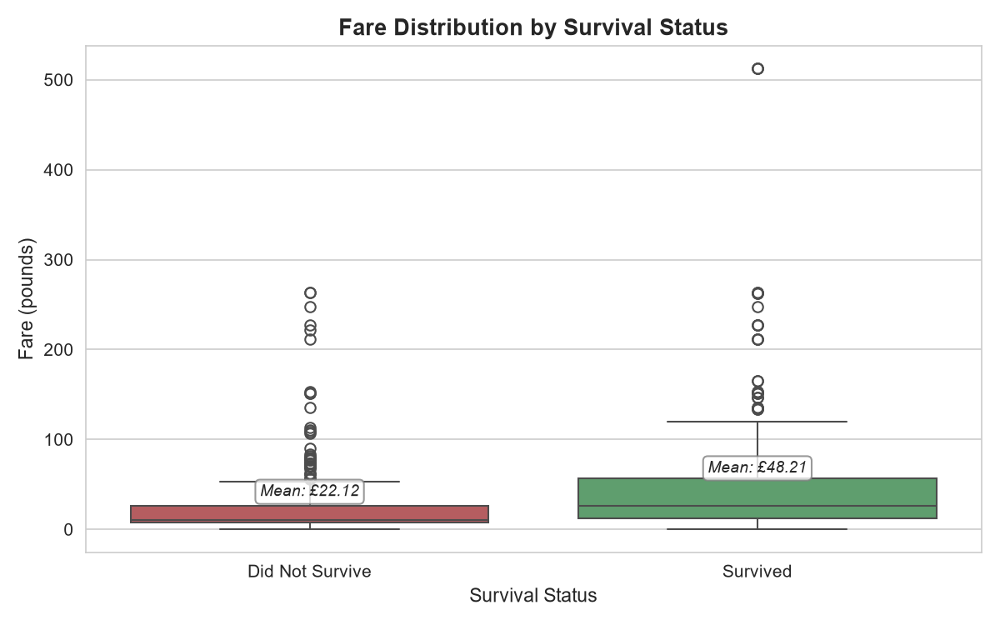 Fare Distribution by Survival Status
Fare (pounds)
500
400
300
200
100
0
Mean: £22.12
Mean: £48.21
Did Not Survive
Survived
Survival Status